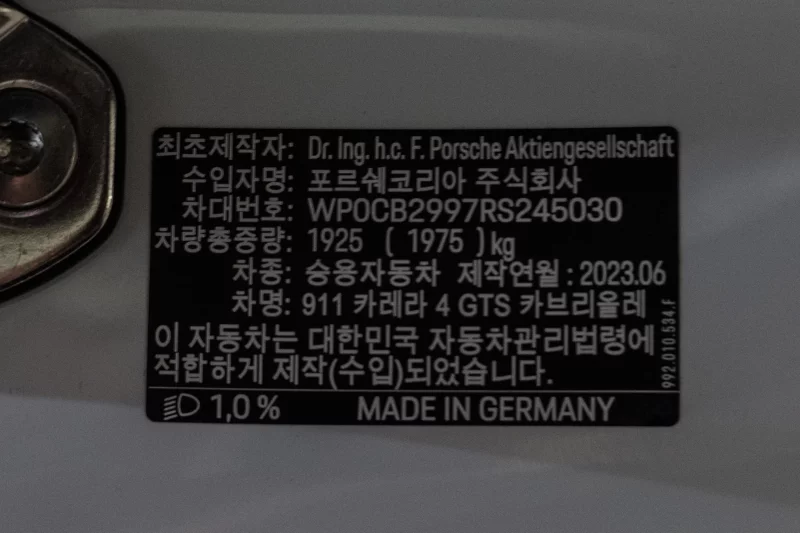 최초제작자: Dr. Ing. h.c. F. Porsche Aktiengesellschaft
수입자명: 포르쉐코리아 주식회사
차대번호: WP0CB2997RS245030
차량총중량: 1925 ( 1975 )kg
차종: 승용자동차 제작연월 : 2023.06
차명: 911 카레라 4 GTS 카브리올레
이 자동차는 대한민국 자동차관리법령에
적합하게 제작(수입)되었습니다.
992.010.534.F
1,0 % MADE IN GERMANY